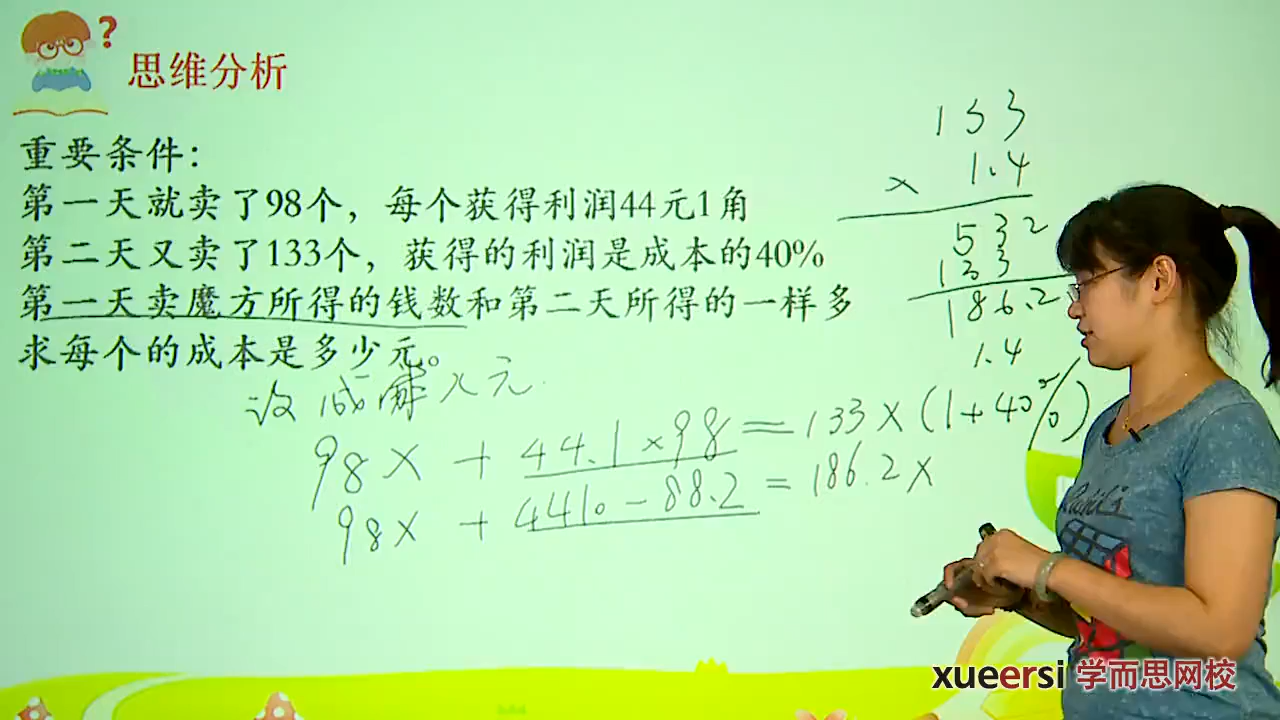 ?
思维分析
重要条件：
第一天就卖了98个，每个获得利润44元1角
第二天又卖了133个，获得的利润是成本的40%
第一天卖魔方所得的钱数和第二天所得的一样多
求每个的成本是多少元。
133
× 1.4
532
133
186.2
1.4
设成 x元
98x + 44.1×98 = 133x(1+40%)
98x + 4410-88.2 = 186.2x
xueersi 学而思网校